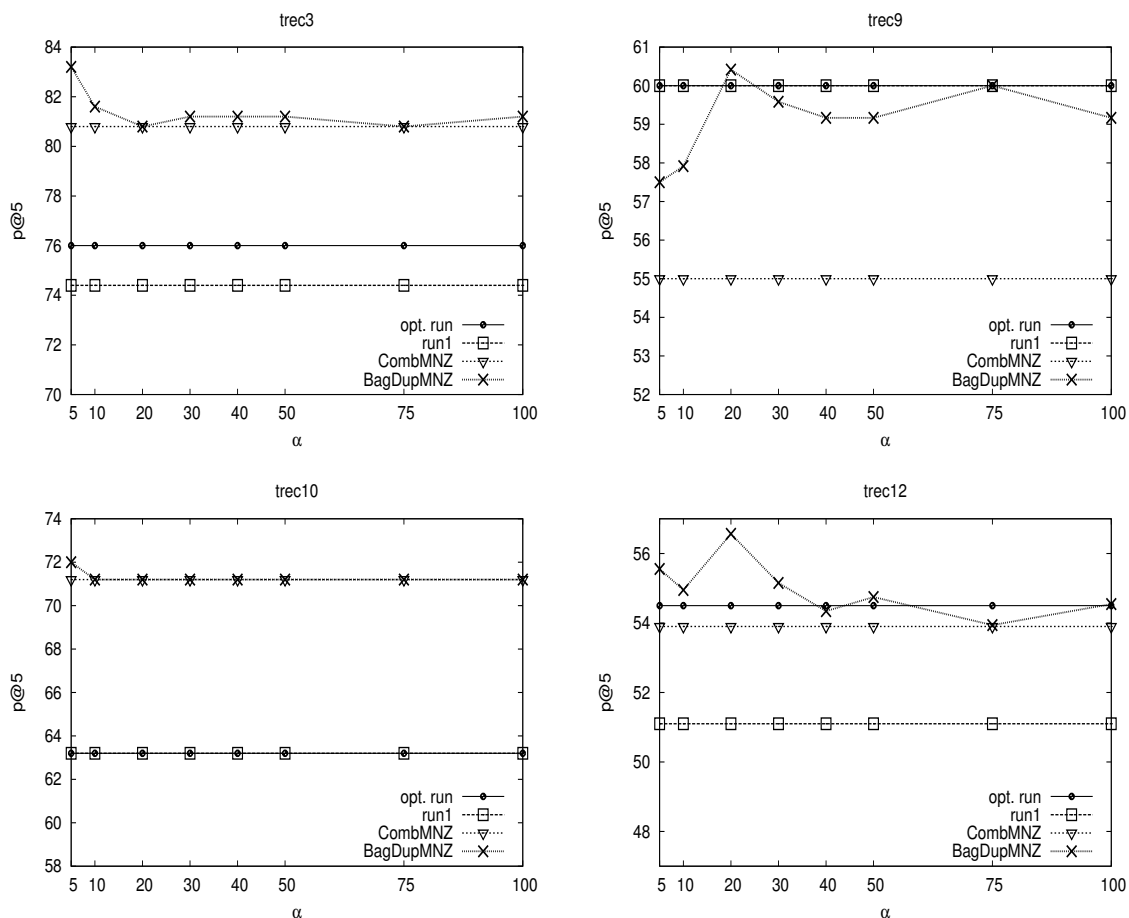 trec3
84
82
80
78
76
74
72
70
p@5
opt. run
run1
CombMNZ
BagDupMNZ
5 10 20 30 40 50 75 100
α
trec9
61
60
59
58
57
56
55
54
53
52
p@5
opt. run
run1
CombMNZ
BagDupMNZ
5 10 20 30 40 50 75 100
α
trec10
74
72
70
68
66
64
62
60
58
p@5
opt. run
run1
CombMNZ
BagDupMNZ
5 10 20 30 40 50 75 100
α
trec12
56
54
52
50
48
p@5
opt. run
run1
CombMNZ
BagDupMNZ
5 10 20 30 40 50 75 100
α